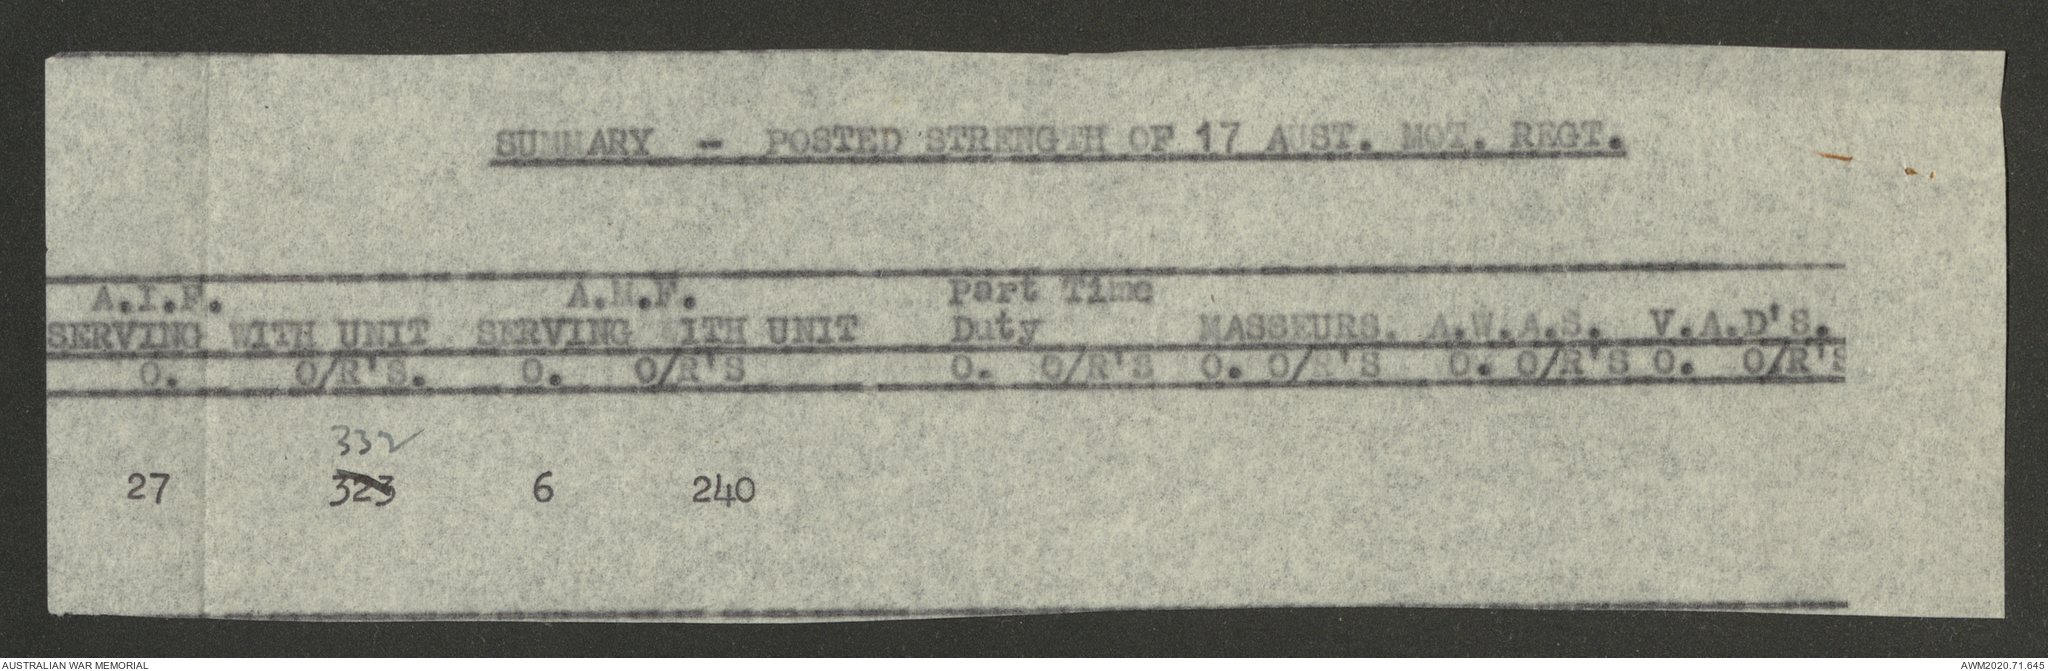 SUMMARY - POSTED STRENGTH OF 17 AUST. MOT. REGT.
A.I.F. A.M.F. Part Time
SERVING WITH UNIT SERVING WITH UNIT Duty MASSEURS. A.W.A.S. V.A.D'S.
O. O/R'S. O. O/R'S O. O/R'S O. O/R'S O. O/R'S O. O/R'S
332
27 323 6 240
AUSTRALIAN WAR MEMORIAL AWM2020.71.645